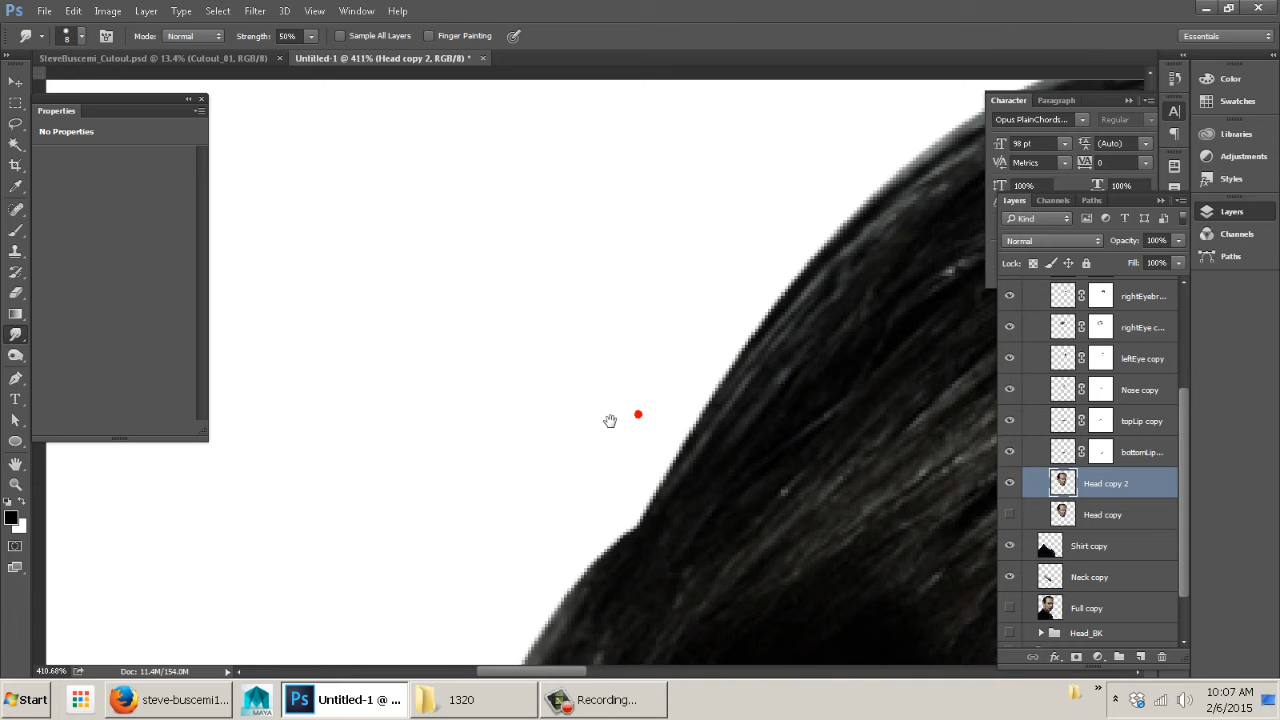 Ps File Edit Image Layer Type Select Filter 3D View Window Help
8 Mode: Normal Strength: 50% Sample All Layers Finger Painting Essentials
SteveBuscemi_Cutout.psd @ 13.4% (Cutout_01, RGB/8) Untitled-1 @ 411% (Head copy 2, RGB/8) *
Properties
No Properties
Character Paragraph
Opus PlainChords... Regular
98 pt (Auto)
Metrics 0
100% 100%
Layers Channels Paths
Kind
Normal Opacity: 100%
Lock: Fill: 100%
rightEyebr...
rightEye c...
leftEye copy
Nose copy
topLip copy
bottomLip...
Head copy 2
Head copy
Shirt copy
Neck copy
Full copy
Head_BK
Color
Swatches
Libraries
Adjustments
Styles
Layers
Channels
Paths
410.68% Doc: 11.4M/154.0M
Start steve-buscemi1... MAYA Ps Untitled-1 @ ... 1320 Recording... 10:07 AM
2/6/2015